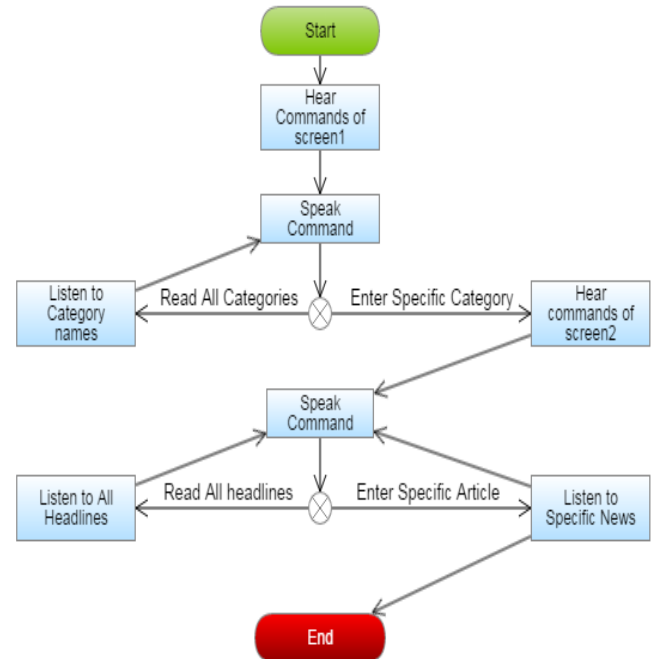 Start
Hear
Commands of
screen1
Speak
Command
Listen to
Category
names
Read All Categories
Enter Specific Category
Hear
commands of
screen2
Speak
Command
Listen to All
Headlines
Read All headlines
Enter Specific Article
Listen to
Specific News
End